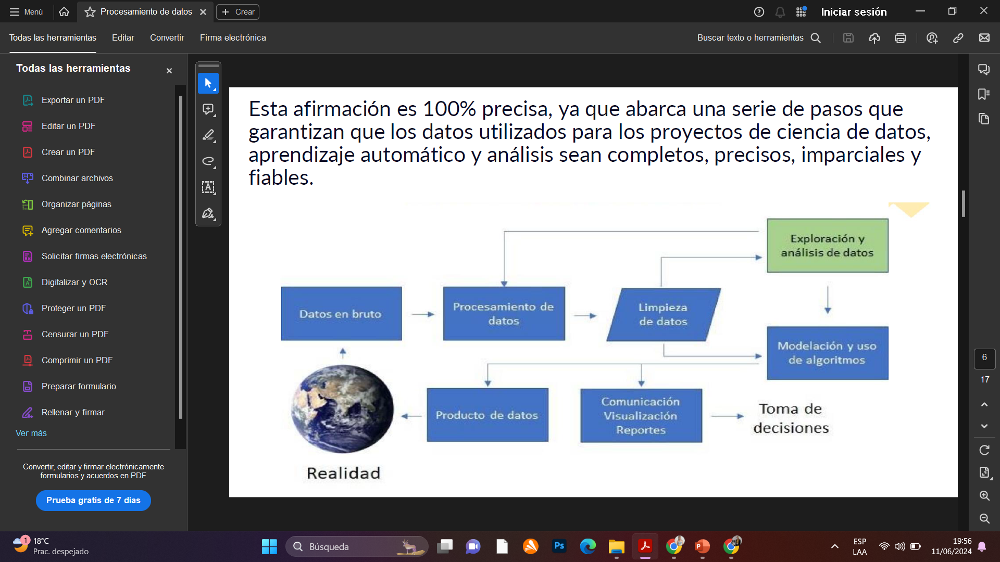 Menú
Procesamiento de datos
Crear
Iniciar sesión
Todas las herramientas
Editar
Convertir
Firma electrónica
Buscar texto o herramientas
Todas las herramientas
Exportar un PDF
Editar un PDF
Crear un PDF
Combinar archivos
Organizar páginas
Agregar comentarios
Solicitar firmas electrónicas
Digitalizar y OCR
Proteger un PDF
Censurar un PDF
Comprimir un PDF
Preparar formulario
Rellenar y firmar
Ver más
Convertir, editar y firmar electrónicamente
formularios y acuerdos en PDF
Prueba gratis de 7 días
Esta afirmación es 100% precisa, ya que abarca una serie de pasos que
garantizan que los datos utilizados para los proyectos de ciencia de datos,
aprendizaje automático y análisis sean completos, precisos, imparciales y
fiables.
Exploración y
análisis de datos
Datos en bruto
Procesamiento de
datos
Limpieza
de datos
Modelación y uso
de algoritmos
Producto de datos
Comunicación
Visualización
Reportes
Toma de
decisiones
Realidad
6
17
1
18°C
Prac. despejado
Búsqueda
Ps
P
ESP
LAA
19:56
11/06/2024